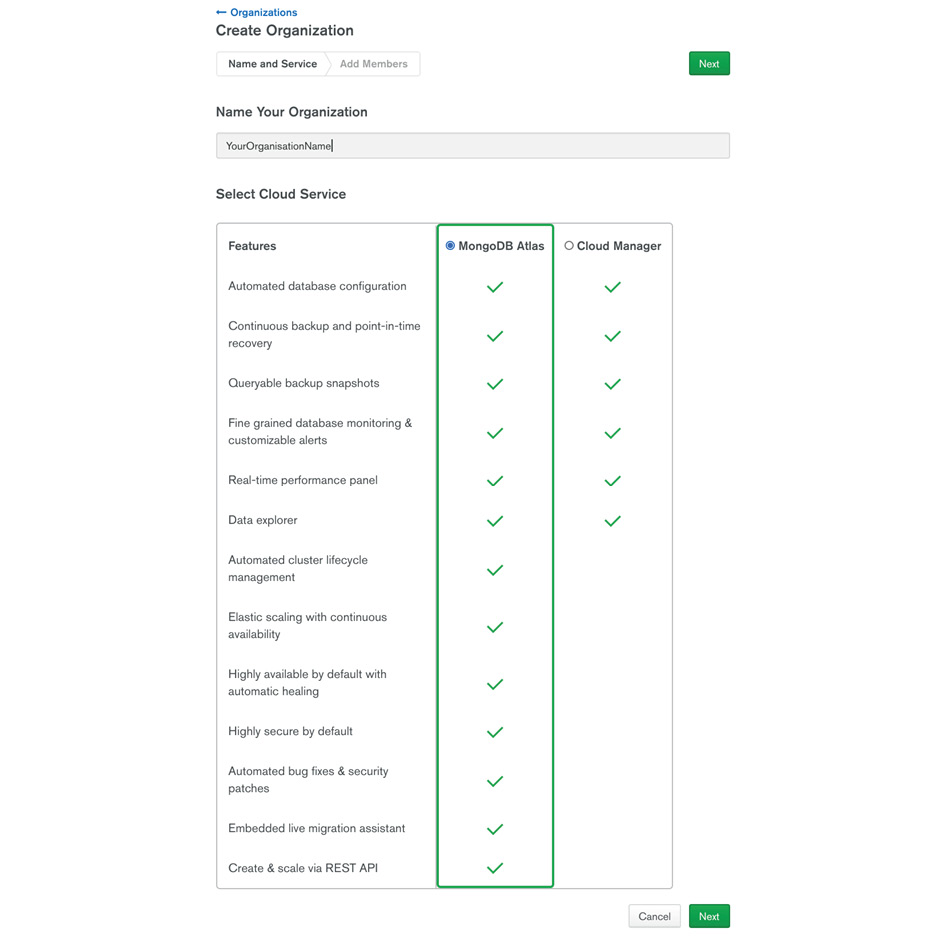 ← Organizations
Create Organization
Name and Service
Add Members
Next
Name Your Organization
YourOrganisationName
Select Cloud Service
Features
MongoDB Atlas
Cloud Manager
Automated database configuration
Continuous backup and point-in-time
recovery
Queryable backup snapshots
Fine grained database monitoring &
customizable alerts
Real-time performance panel
Data explorer
Automated cluster lifecycle
management
Elastic scaling with continuous
availability
Highly available by default with
automatic healing
Highly secure by default
Automated bug fixes & security
patches
Embedded live migration assistant
Create & scale via REST API
Cancel
Next